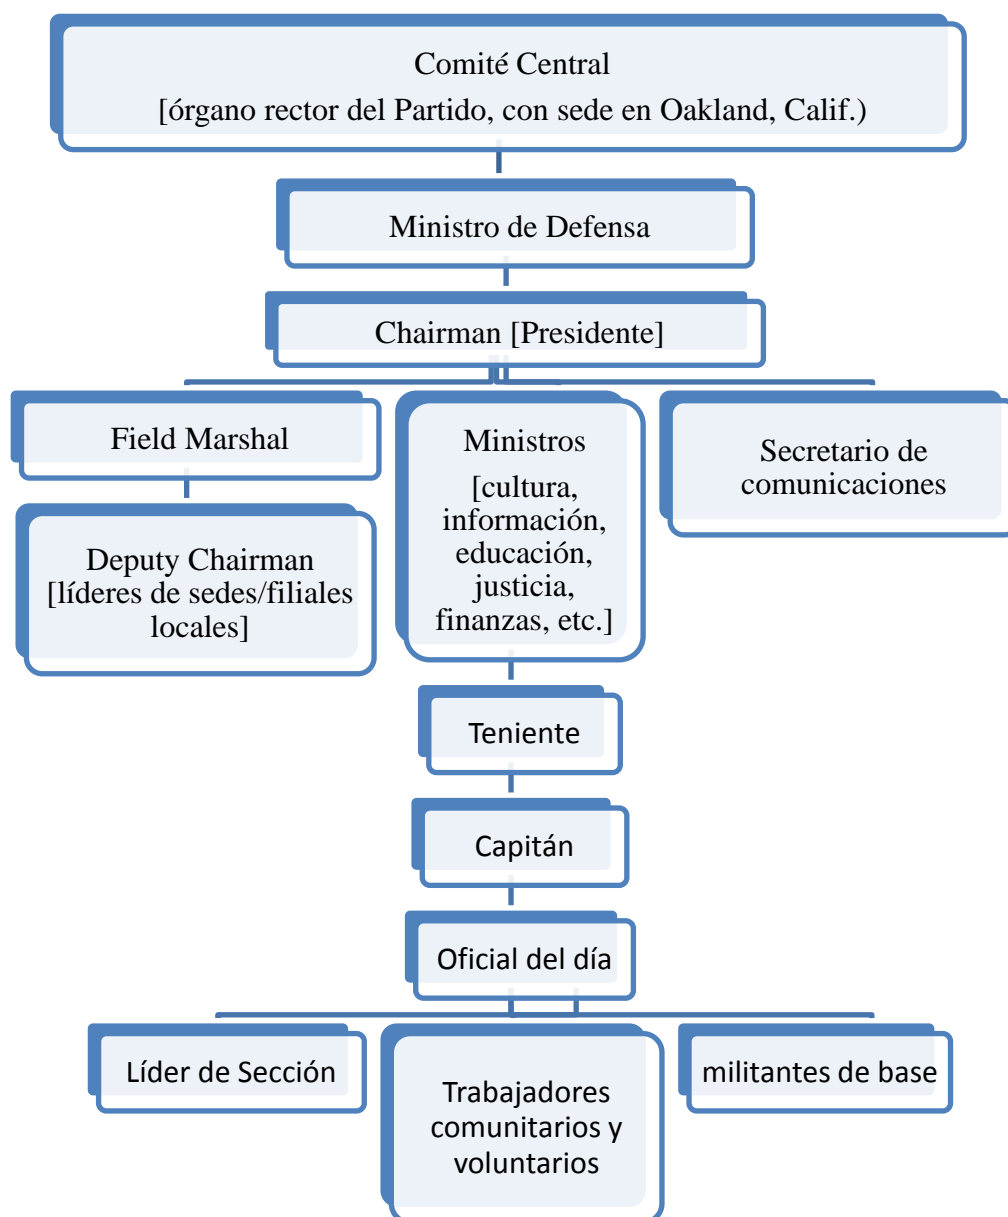 Comité Central
[órgano rector del Partido, con sede en Oakland, Calif.)
Ministro de Defensa
Chairman [Presidente]
Field Marshal
Deputy Chairman
[líderes de sedes/filiales
locales]
Ministros
[cultura,
información,
educación,
justicia,
finanzas, etc.]
Secretario de
comunicaciones
Teniente
Capitán
Oficial del día
Líder de Sección
Trabajadores
comunitarios y
voluntarios
militantes de base